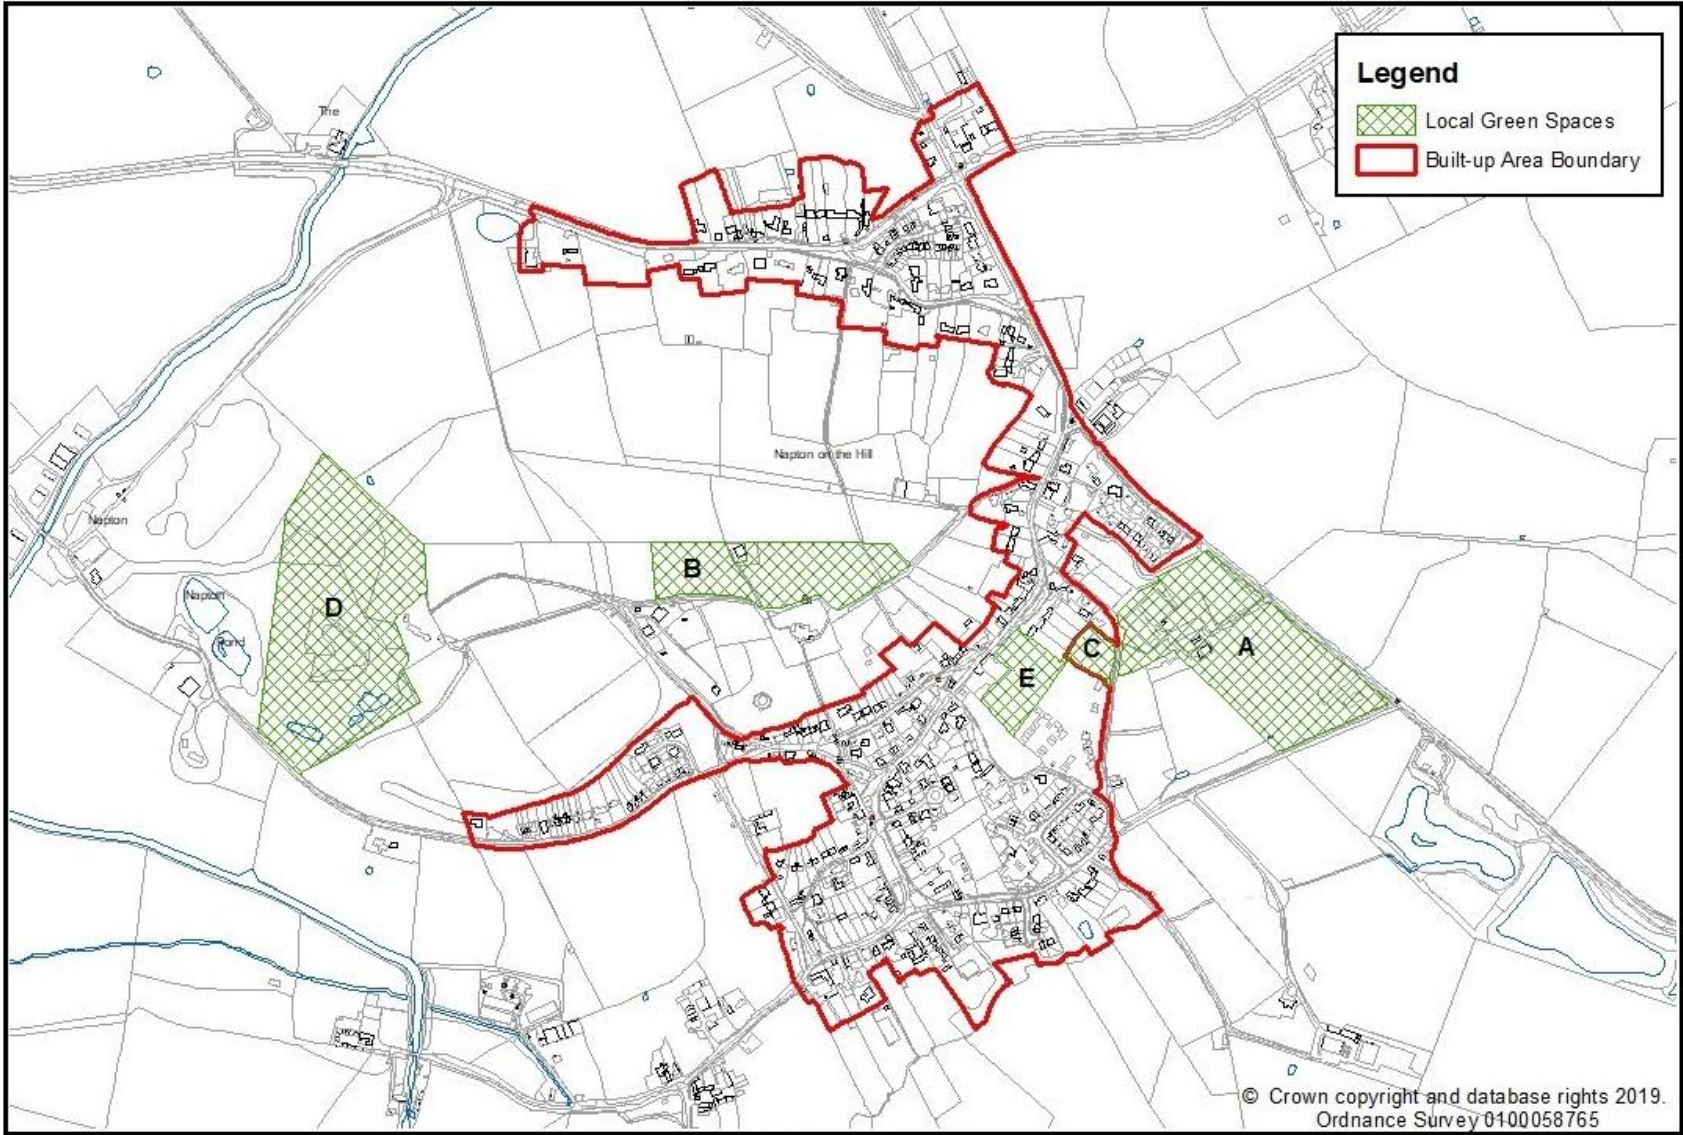 Legend
Local Green Spaces
Built-up Area Boundary
The
Napton on the Hill
Napton
B
Napton
D
Pond
C
A
E
© Crown copyright and database rights 2019.
Ordnance Survey 0100058765